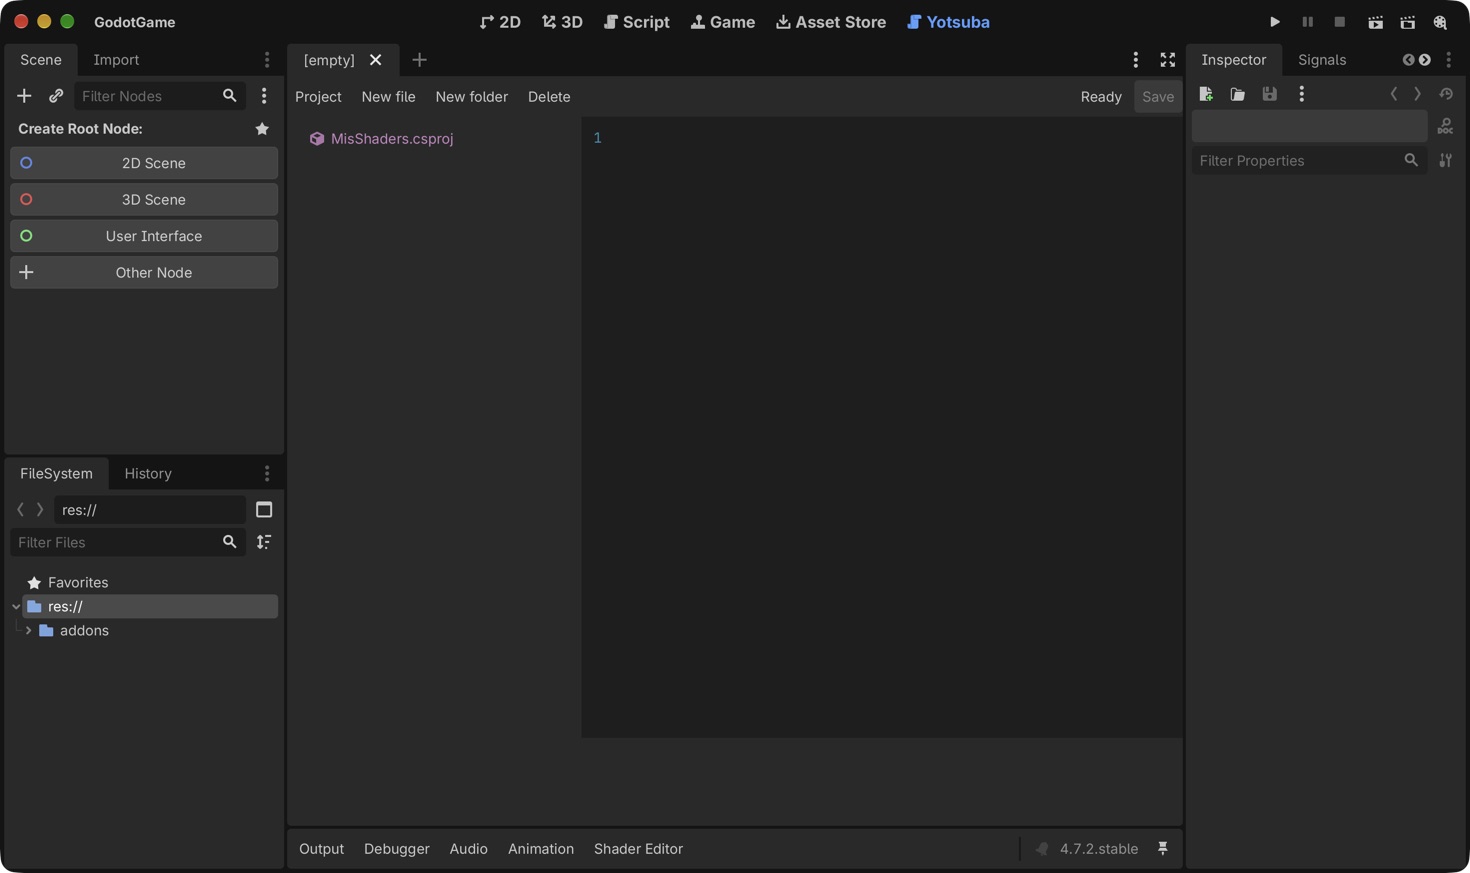 GodotGame
2D 3D Script Game Asset Store Yotsuba
Scene Import
Filter Nodes
Create Root Node:
2D Scene
3D Scene
User Interface
Other Node
FileSystem History
res://
Filter Files
Favorites
res://
addons
[empty]
Project New file New folder Delete Ready Save
MisShaders.csproj
1
Output Debugger Audio Animation Shader Editor 4.7.2.stable
Inspector Signals
DOC
Filter Properties